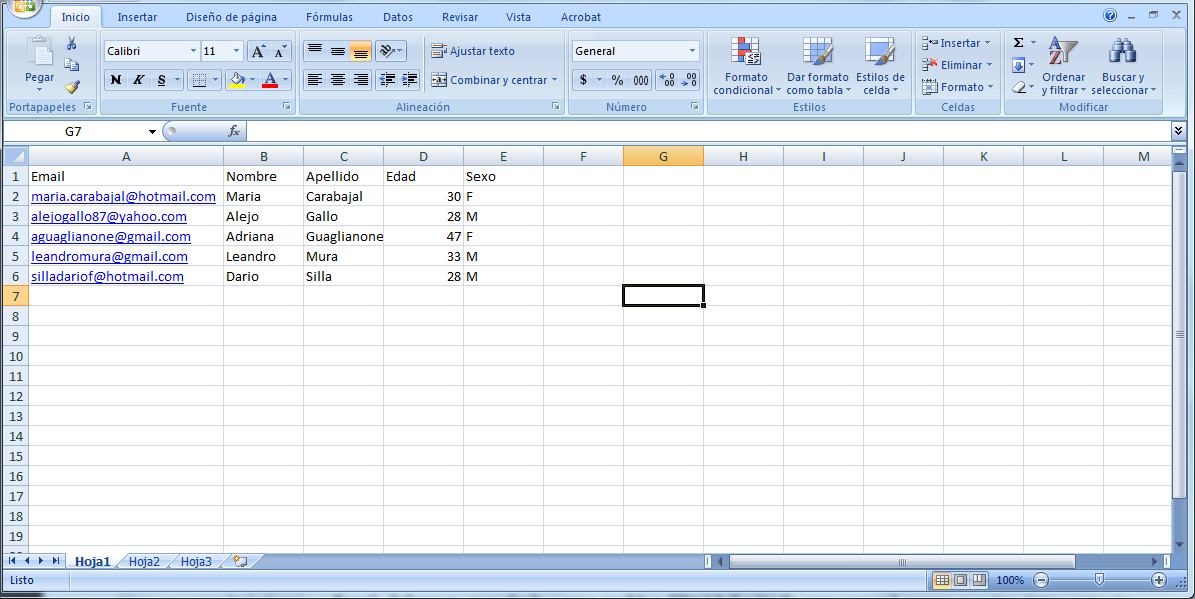 Inicio Insertar Diseño de página Fórmulas Datos Revisar Vista Acrobat
Pegar
Portapapeles
Calibri 11
N K S
A A
A
Fuente
Ajustar texto
Combinar y centrar
Alineación
General
$ % 000
Número
Formato condicional
Dar formato como tabla
Estilos de celda
Estilos
Insertar
Eliminar
Formato
Celdas
Σ
Ordenar y filtrar
Buscar y seleccionar
Modificar
G7 fx
A B C D E F G H I J K L M
1 Email Nombre Apellido Edad Sexo
2 maria.carabajal@hotmail.com Maria Carabajal 30 F
3 alejogallo87@yahoo.com Alejo Gallo 28 M
4 aguaglianone@gmail.com Adriana Guaglianone 47 F
5 leandromura@gmail.com Leandro Mura 33 M
6 silladariof@hotmail.com Dario Silla 28 M
7
8
9
10
11
12
13
14
15
16
17
18
19
Hoja1 Hoja2 Hoja3
Listo 100%